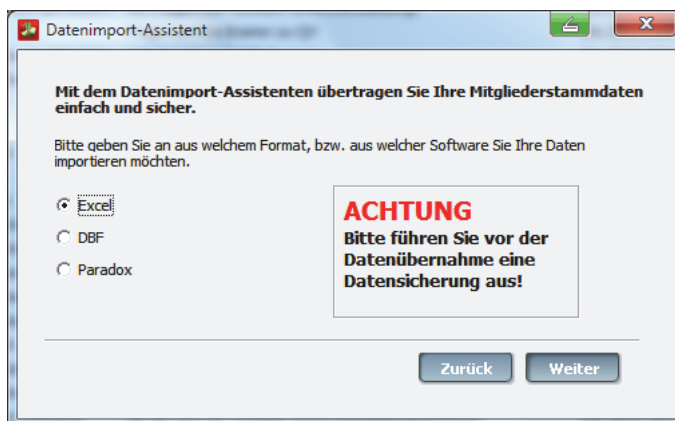 Datenimport-Assistent
Mit dem Datenimport-Assistenten übertragen Sie Ihre Mitgliederstammdaten
einfach und sicher.
Bitte geben Sie an aus welchem Format, bzw. aus welcher Software Sie Ihre Daten
importieren möchten.
Excel
DBF
Paradox
ACHTUNG
Bitte führen Sie vor der
Datenübernahme eine
Datensicherung aus!
Zurück
Weiter